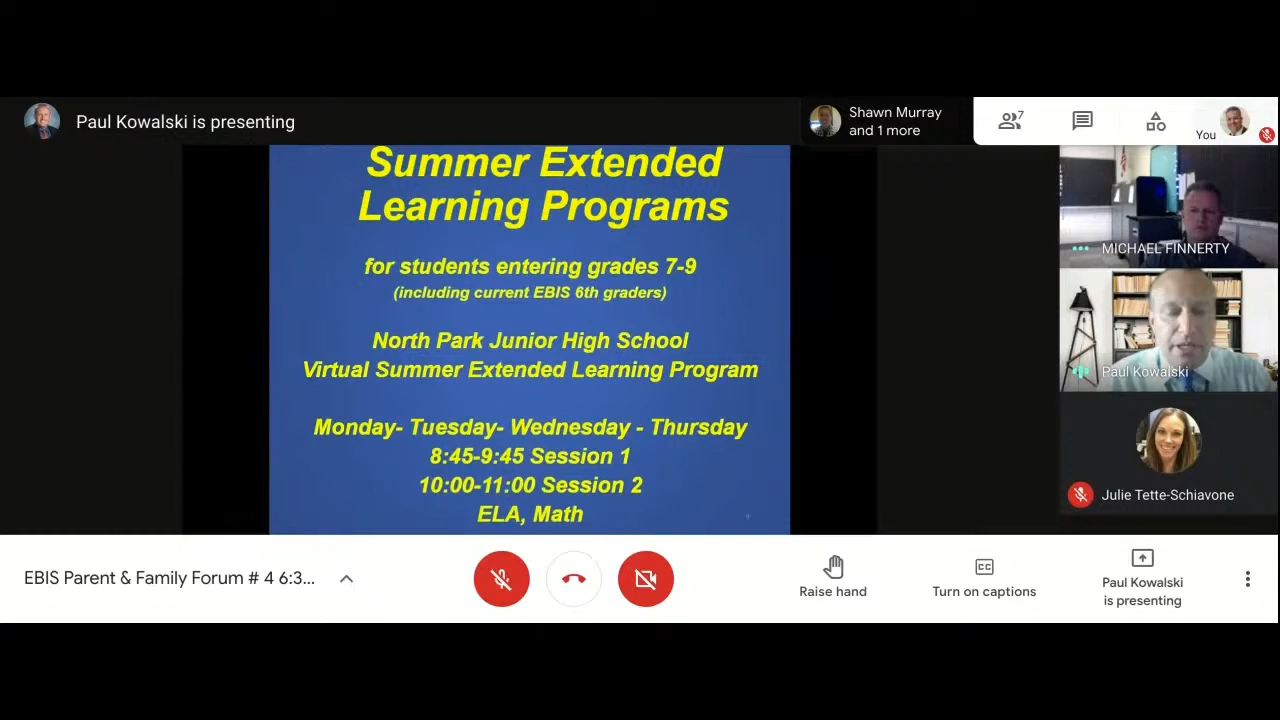 Paul Kowalski is presenting
Shawn Murray
and 1 more
7
You
Summer Extended
Learning Programs
for students entering grades 7-9
(including current EBIS 6th graders)
North Park Junior High School
Virtual Summer Extended Learning Program
Monday- Tuesday- Wednesday - Thursday
8:45-9:45 Session 1
10:00-11:00 Session 2
ELA, Math
MICHAEL FINNERTY
Paul Kowalski
Julie Tette-Schiavone
EBIS Parent & Family Forum # 4 6:3...
Raise hand
CC
Turn on captions
Paul Kowalski
is presenting